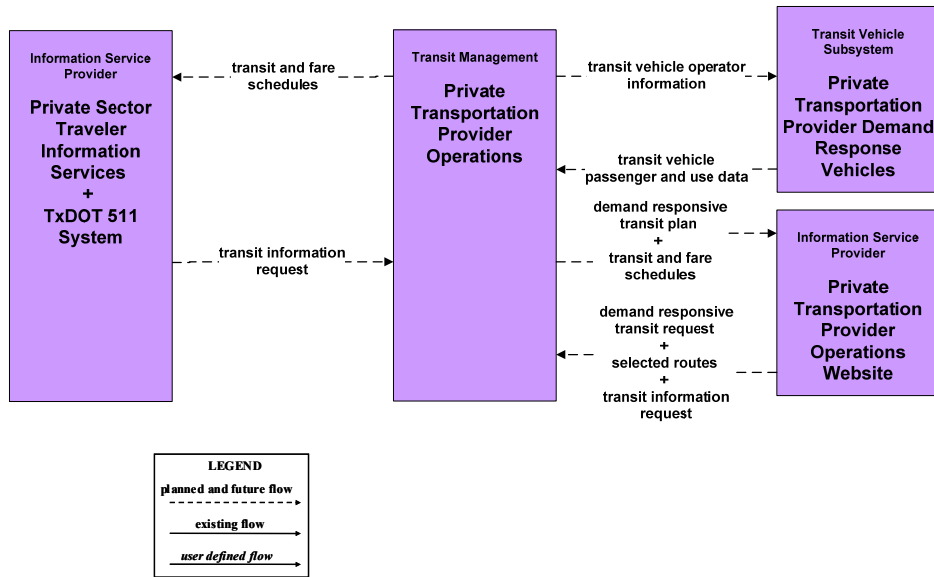 Information Service
Provider
Private Sector
Traveler
Information
Services
+
TxDOT 511
System
transit and fare
schedules
transit information
request
Transit Management
Private
Transportation
Provider
Operations
transit vehicle operator
information
transit vehicle
passenger and use data
demand responsive
transit plan
+
transit and fare
schedules
demand responsive
transit request
+
selected routes
+
transit information
request
Transit Vehicle
Subsystem
Private
Transportation
Provider Demand
Response
Vehicles
Information Service
Provider
Private
Transportation
Provider
Operations
Website
LEGEND
planned and future flow
existing flow
user defined flow